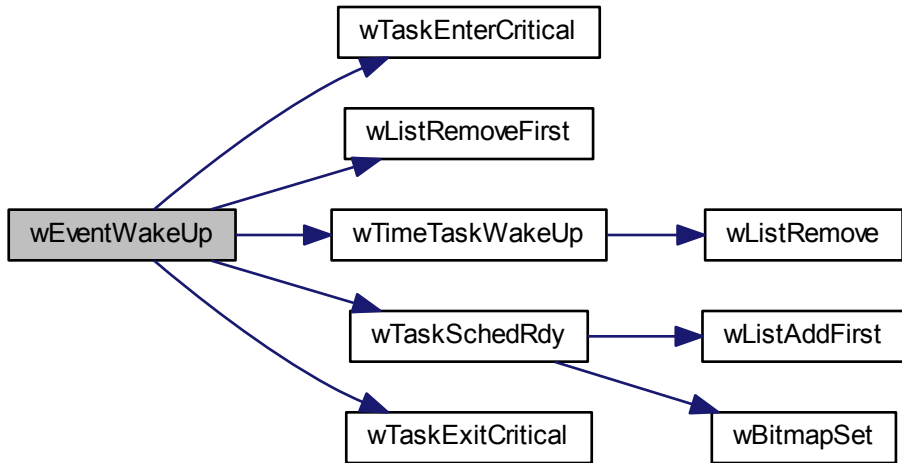 wTaskEnterCritical
wListRemoveFirst
wEventWakeUp
wTimeTaskWakeUp
wListRemove
wTaskSchedRdy
wListAddFirst
wTaskExitCritical
wBitmapSet